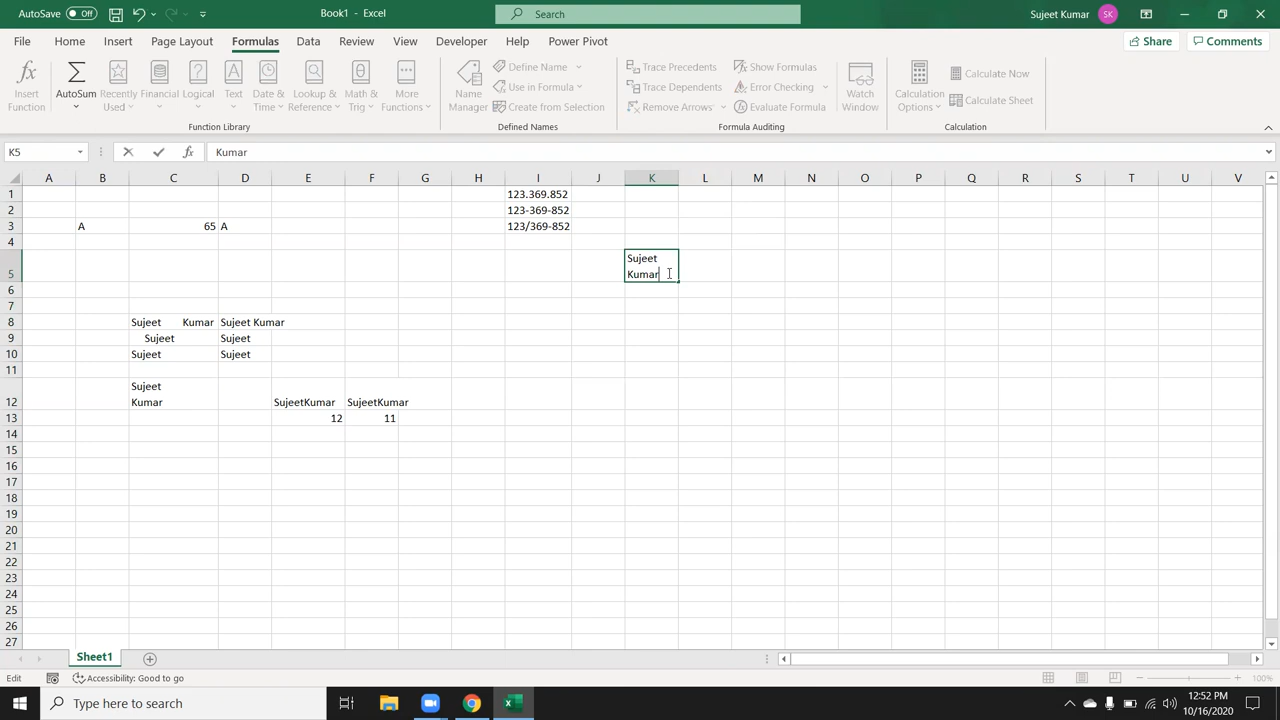 AutoSave Off
Book1 - Excel
Search
Sujeet Kumar SK
File Home Insert Page Layout Formulas Data Review View Developer Help Power Pivot
Share Comments
Insert Function
AutoSum
Recently Used
Financial
Logical
Text
Date & Time
Lookup & Reference
Math & Trig
More Functions
Function Library
Name Manager
Define Name
Use in Formula
Create from Selection
Defined Names
Trace Precedents
Trace Dependents
Remove Arrows
Show Formulas
Error Checking
Evaluate Formula
Formula Auditing
Watch Window
Calculation Options
Calculate Now
Calculate Sheet
Calculation
K5 fx Kumar
A B C D E F G H I J K L M N O P Q R S T U V
1 123.369.852
2 123-369-852
3 A 65 A 123/369-852
4
5 Sujeet
Kumar
6
7
8 Sujeet Kumar Sujeet Kumar
9 Sujeet Sujeet
10 Sujeet Sujeet
11
12 Sujeet
Kumar SujeetKumar SujeetKumar
13 12 11
14
15
16
17
18
19
20
21
22
23
24
25
26
27
Sheet1
Edit Accessibility: Good to go 100%
Type here to search
12:52 PM
10/16/2020